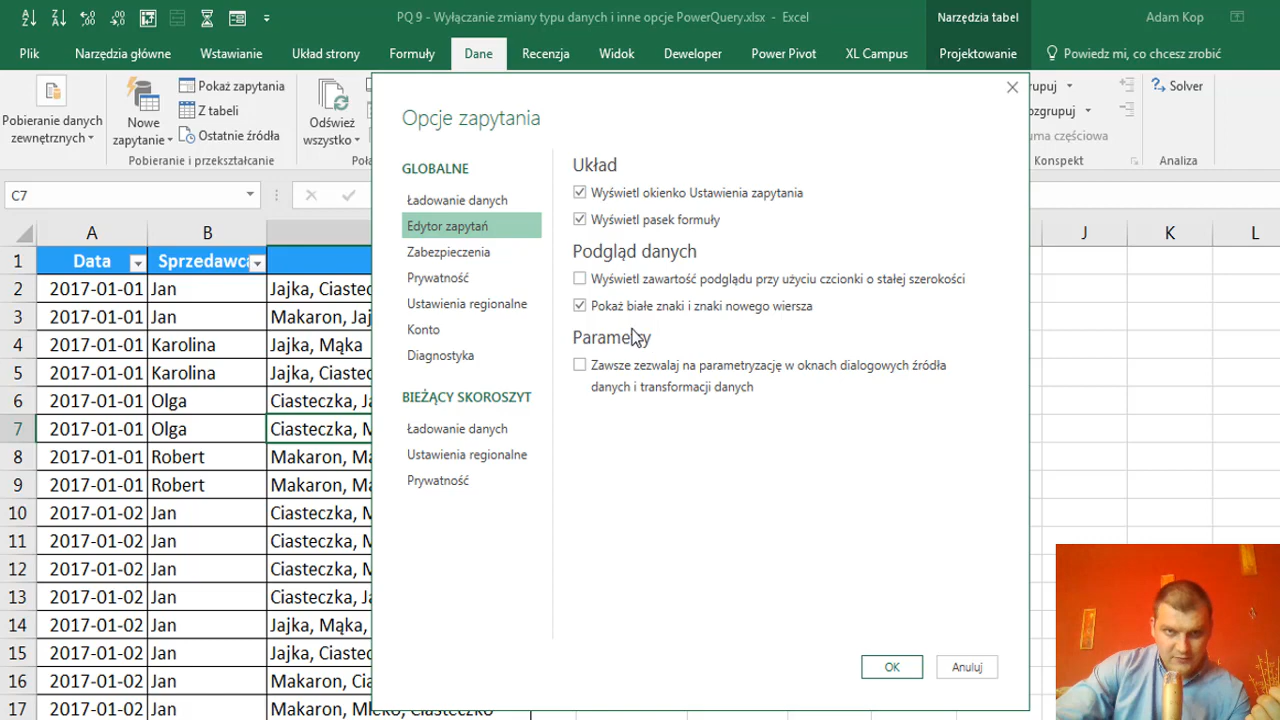 PQ 9 - Wyłączanie zmiany typu danych i inne opcje PowerQuery.xlsx - Excel
Narzędzia tabel
Adam Kop
Plik
Narzędzia główne
Wstawianie
Układ strony
Formuły
Dane
Recenzja
Widok
Deweloper
Power Pivot
XL Campus
Projektowanie
Powiedz mi, co chcesz zrobić
Pobieranie danych
zewnętrznych
Nowe
zapytanie
Pokaż zapytania
Z tabeli
Ostatnie źródła
Pobieranie i przekształcanie
Odśwież
wszystko
Solver
Konspekt
Analiza
C7
Opcje zapytania
GLOBALNE
Ładowanie danych
Edytor zapytań
Zabezpieczenia
Prywatność
Ustawienia regionalne
Konto
Diagnostyka
BIEŻĄCY SKOROSZYT
Ładowanie danych
Ustawienia regionalne
Prywatność
Układ
Wyświetl okienko Ustawienia zapytania
Wyświetl pasek formuły
Podgląd danych
Wyświetl zawartość podglądu przy użyciu czcionki o stałej szerokości
Pokaż białe znaki i znaki nowego wiersza
Parametry
Zawsze zezwalaj na parametryzację w oknach dialogowych źródła
danych i transformacji danych
OK
Anuluj
A B J K L
1 Data Sprzedawca
2 2017-01-01 Jan Jajka,
3 2017-01-01 Jan Makaron,
4 2017-01-01 Karolina Jajka, Mąka
5 2017-01-01 Karolina Jajka,
6 2017-01-01 Olga Ciasteczka,
7 2017-01-01 Olga Ciasteczka,
8 2017-01-01 Robert Makaron,
9 2017-01-01 Robert Makaron,
10 2017-01-02 Jan Ciasteczka,
11 2017-01-02 Jan Ciasteczka,
12 2017-01-02 Jan Ciasteczka,
13 2017-01-02 Jan Ciasteczka,
14 2017-01-02 Jan Jajka, Mąka,
15 2017-01-02 Jan Jajka,
16 2017-01-02 Jan Makaron,
17 2017-01-02 Jan Makaron, Mleko, Ciasteczko